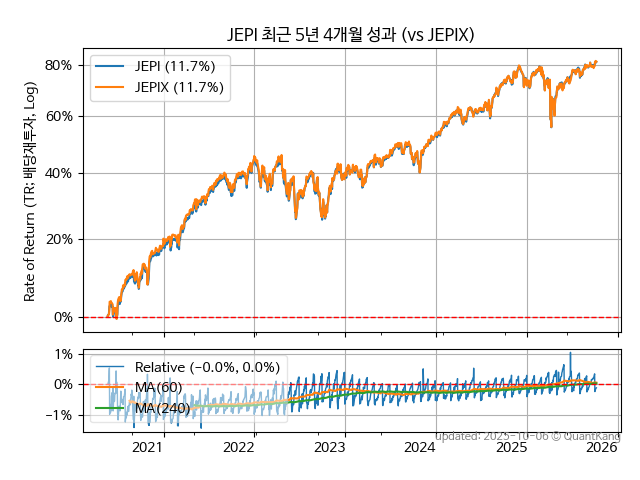 JEPI 최근 5년 4개월 성과 (vs JEPIX)
Rate of Return (TR: 배당재투자, Log)
80%
60%
40%
20%
0%
JEPI (11.7%)
JEPIX (11.7%)
1%
0%
−1%
Relative (−0.0%, 0.0%)
MA(60)
MA(240)
2021 2022 2023 2024 2025 2026
updated: 2025-10-06 © QuantKang